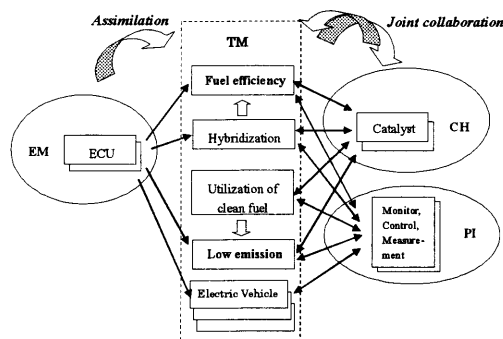 Assimilation
Joint collaboration
TM
Fuel efficiency
EM
ECU
Hybridization
Catalyst
CH
Utilization of
clean fuel
Monitor,
Control,
Measure-
ment
PI
Low emission
Electric Vehicle